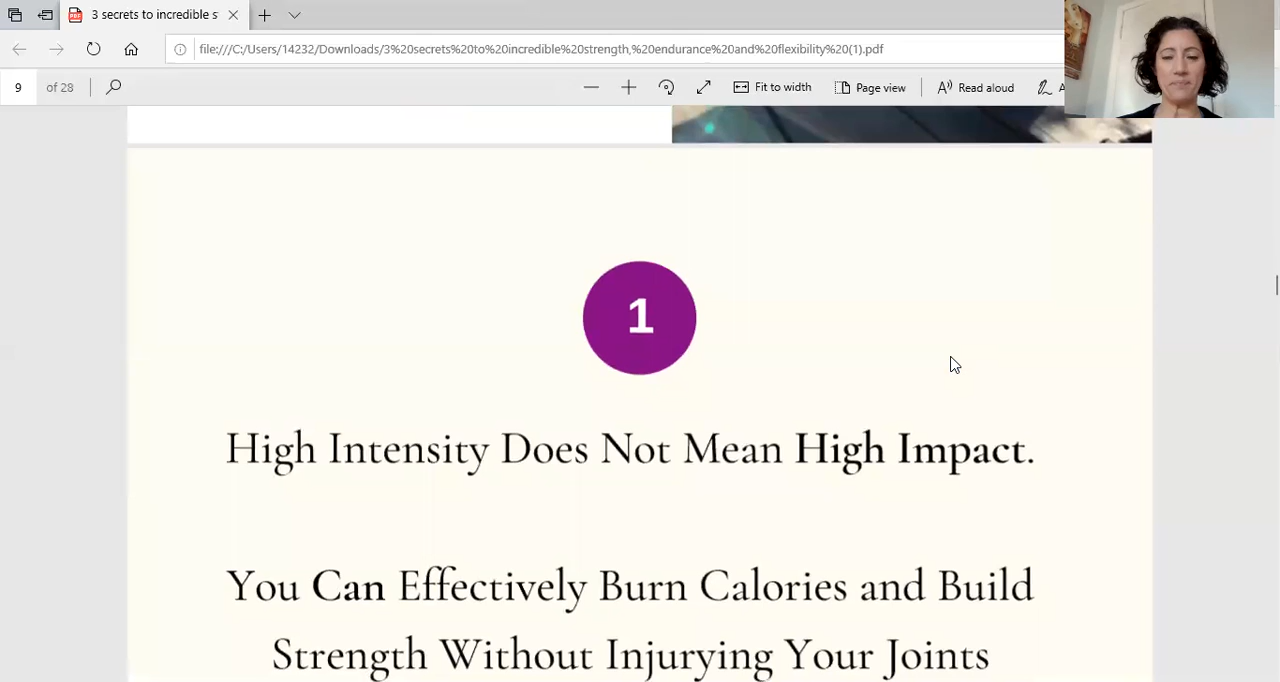 3 secrets to incredible s
file:///C:/Users/14232/Downloads/3%20secrets%20to%20incredible%20strength,%20endurance%20and%20flexibility%20(1).pdf
9 of 28 Fit to width Page view Read aloud
1
High Intensity Does Not Mean High Impact.
You Can Effectively Burn Calories and Build
Strength Without Injurying Your Joints